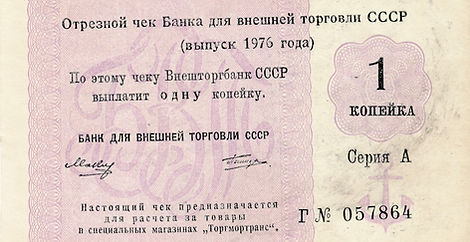 Отрезной чек Банка для внешней торговли СССР
(выпуск 1976 года)
По этому чеку Внешторгбанк СССР
выплатит одну копейку.
БАНК ДЛЯ ВНЕШНЕЙ ТОРГОВЛИ СССР
Настоящий чек предназначается
для расчета за товары
в специальных магазинах „Торгмортранс".
1
КОПЕЙКА
Серия А
Г № 057864